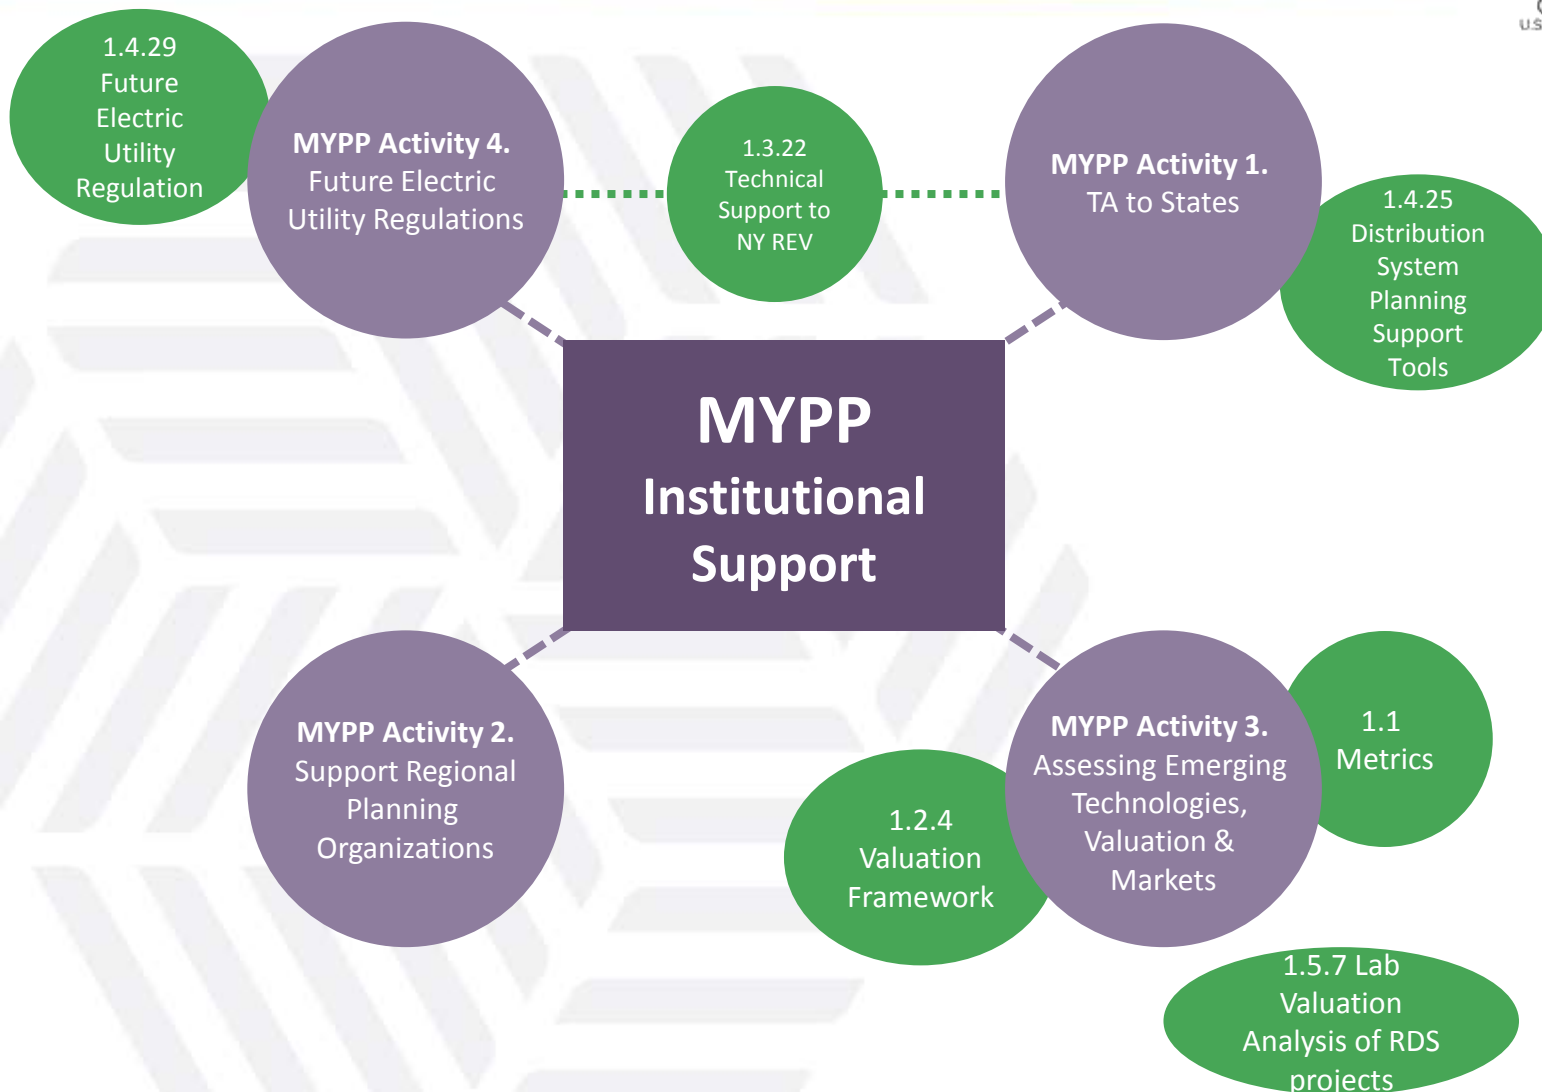 U.S
1.4.29
Future
Electric
Utility
Regulation
MYPP Activity 4.
Future Electric
Utility Regulations
1.3.22
Technical
Support to
NY REV
MYPP Activity 1.
TA to States
1.4.25
Distribution
System
Planning
Support
Tools
MYPP
Institutional
Support
MYPP Activity 2.
Support Regional
Planning
Organizations
MYPP Activity 3.
Assessing Emerging
Technologies,
Valuation &
Markets
1.1
Metrics
1.2.4
Valuation
Framework
1.5.7 Lab
Valuation
Analysis of RDS
projects